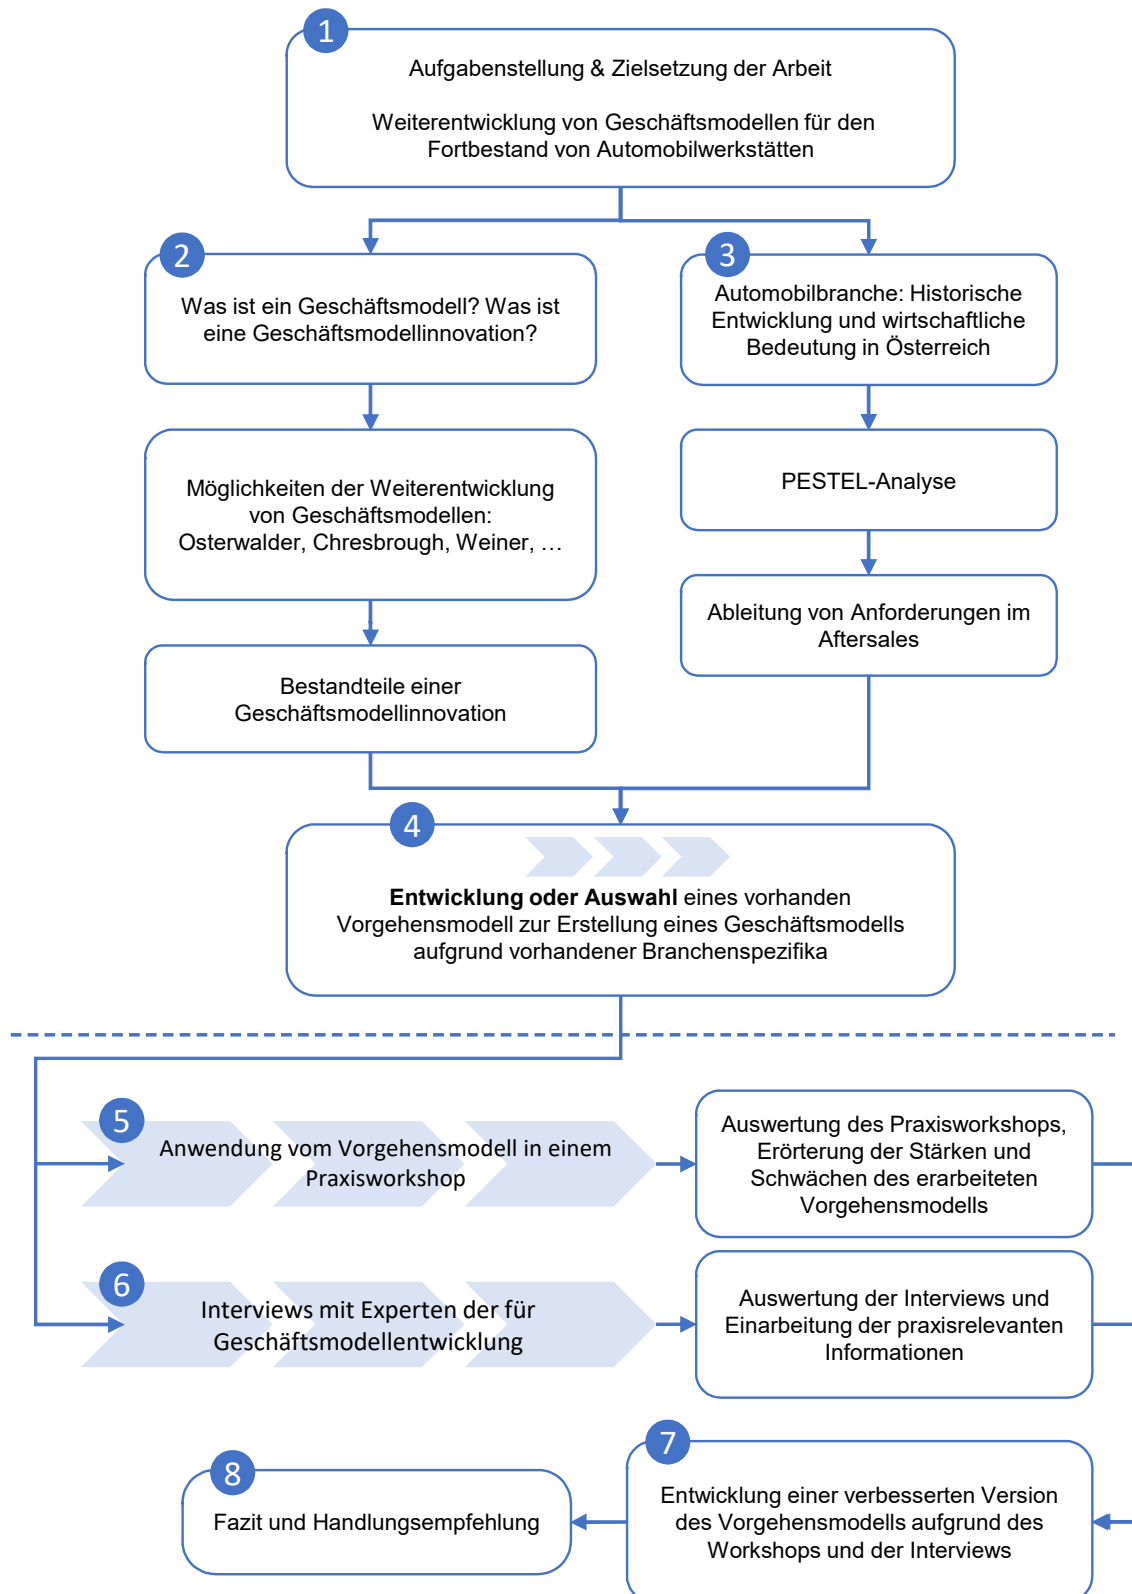 1
Aufgabenstellung & Zielsetzung der Arbeit
Weiterentwicklung von Geschäftsmodellen für den
Fortbestand von Automobilwerkstätten
2
Was ist ein Geschäftsmodell? Was ist
eine Geschäftsmodellinnovation?
3
Automobilbranche: Historische
Entwicklung und wirtschaftliche
Bedeutung in Österreich
Möglichkeiten der Weiterentwicklung
von Geschäftsmodellen:
Osterwalder, Chresbrough, Weiner, …
PESTEL-Analyse
Ableitung von Anforderungen im
Aftersales
Bestandteile einer
Geschäftsmodellinnovation
4
Entwicklung oder Auswahl eines vorhanden
Vorgehensmodell zur Erstellung eines Geschäftsmodells
aufgrund vorhandener Branchenspezifika
5
Anwendung vom Vorgehensmodell in einem
Praxisworkshop
Auswertung des Praxisworkshops,
Erörterung der Stärken und
Schwächen des erarbeiteten
Vorgehensmodells
6
Interviews mit Experten der für
Geschäftsmodellentwicklung
Auswertung der Interviews und
Einarbeitung der praxisrelevanten
Informationen
7
Entwicklung einer verbesserten Version
des Vorgehensmodells aufgrund des
Workshops und der Interviews
8
Fazit und Handlungsempfehlung